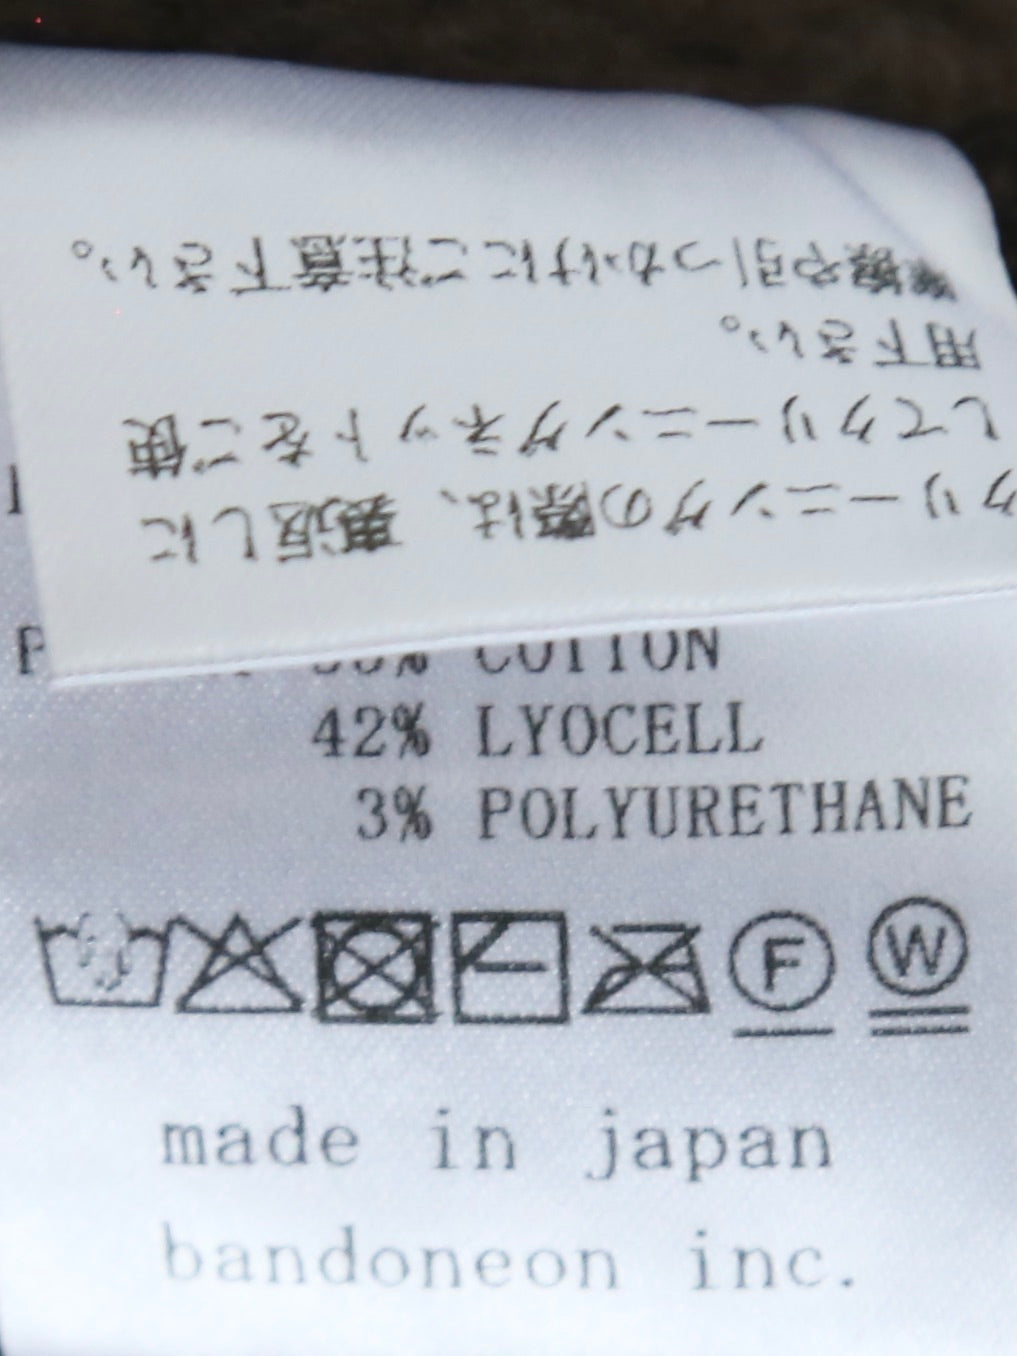 クリーニングの際は、裏返しに
してクリーニングネットをご使
用下さい。
摩擦や引っかけにご注意下さい。
COTTON
42% LYOCELL
3% POLYURETHANE
F W
made in japan
bandoneon inc.